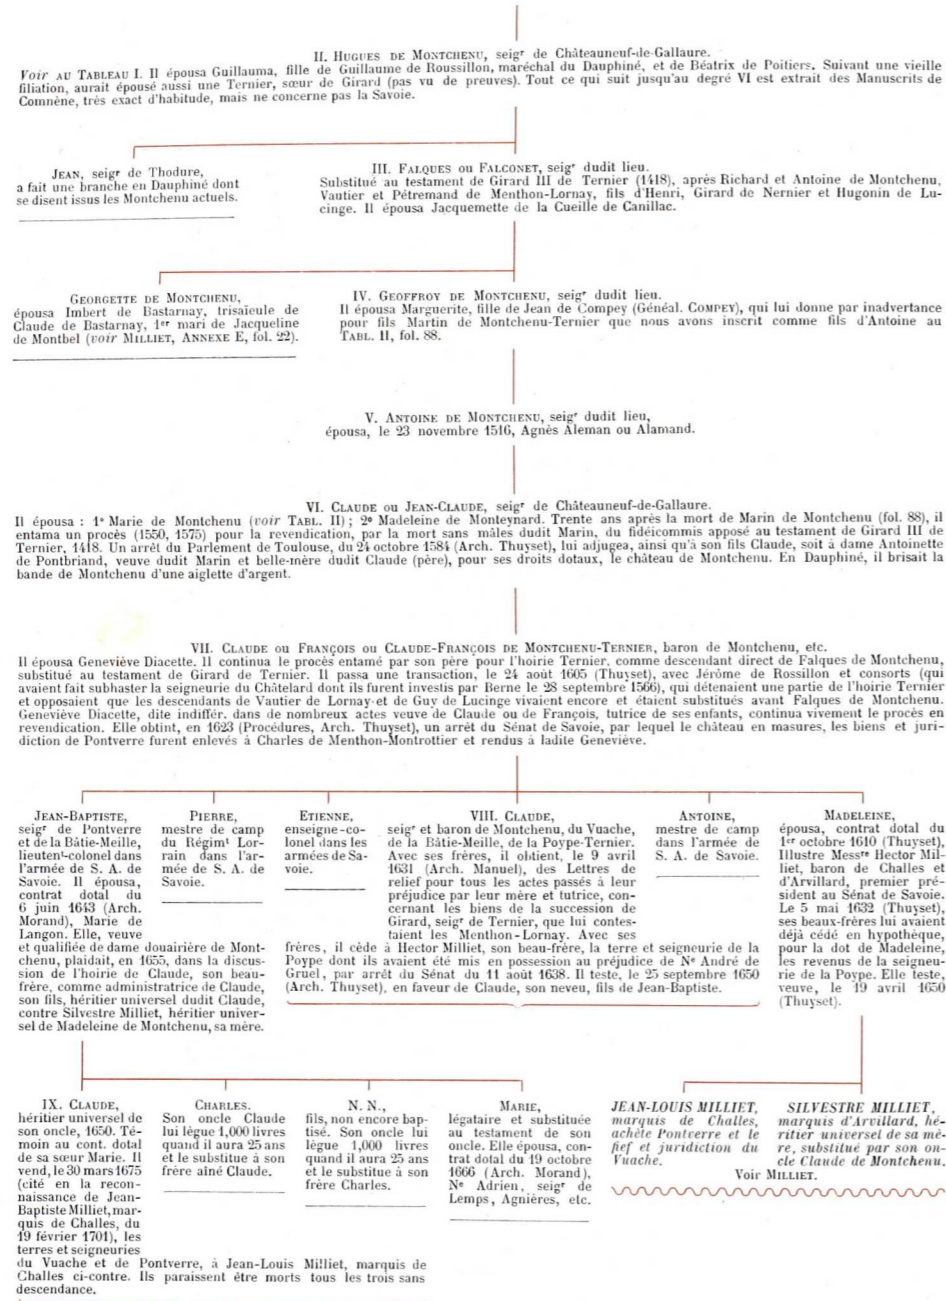 II. HUGUES DE MONTCHENU, seigʳ de Châteauneuf-de-Gallaure.
Voir AU TABLEAU I. Il épousa Guillauma, fille de Guillaume de Roussillon, maréchal du Dauphiné, et de Béatrix de Poitiers. Suivant une vieille
filiation, aurait épousé aussi une Ternier, sœur de Girard (pas vu de preuves). Tout ce qui suit jusqu'au degré VI est extrait des Manuscrits de
Comnène, très exact d'habitude, mais ne concerne pas la Savoie.
JEAN, seigʳ de Thodure,
a fait une branche en Dauphiné dont
se disent issus les Montchenu actuels.
III. FALQUES OU FALCONET, seigʳ dudit lieu.
Substitué au testament de Girard III de Ternier (1418), après Richard et Antoine de Montchenu,
Vautier et Pétremand de Menthon-Lornay, fils d'Henri, Girard de Nernier et Hugonin de Lu-
cinge. Il épousa Jacquemette de la Cueille de Canillac.
GEORGETTE DE MONTCHENU,
épousa Imbert de Bastarnay, trisaïeule de
Claude de Bastarnay, 1ᵉʳ mari de Jacqueline
de Montbel (voir MILLIET, ANNEXE E, fol. 22).
IV. GEOFFROY DE MONTCHENU, seigʳ dudit lieu.
Il épousa Marguerite, fille de Jean de Compey (Généal. COMPEY), qui lui donne par inadvertance
pour fils Martin de Montchenu-Ternier que nous avons inscrit comme fils d'Antoine au
TABL. II, fol. 88.
V. ANTOINE DE MONTCHENU, seigʳ dudit lieu,
épousa, le 23 novembre 1516, Agnès Aleman ou Alamand.
VI. CLAUDE OU JEAN-CLAUDE, seigʳ de Châteauneuf-de-Gallaure.
Il épousa : 1° Marie de Montchenu (voir TABL. II) ; 2° Madeleine de Monteynard. Trente ans après la mort de Marin de Montchenu (fol. 88), il
entama un procès (1550, 1575) pour la revendication, par la mort sans mâles dudit Marin, du fidéicommis apposé au testament de Girard III de
Ternier, 1418. Un arrêt du Parlement de Toulouse, du 24 octobre 1584 (Arch. Thuyset), lui adjugea, ainsi qu'à son fils Claude, soit à dame Antoinette
de Pontbriand, veuve dudit Marin et belle-mère dudit Claude (père), pour ses droits dotaux, le château de Montchenu. En Dauphiné, il brisait la
bande de Montchenu d'une aiglette d'argent.
VII. CLAUDE OU FRANÇOIS OU CLAUDE-FRANÇOIS DE MONTCHENU-TERNIER, baron de Montchenu, etc.
Il épousa Geneviève Diacette. Il continua le procès entamé par son père pour l'hoirie Ternier, comme descendant direct de Falques de Montchenu,
substitué au testament de Girard de Ternier. Il passa une transaction, le 24 août 1605 (Thuyset), avec Jérôme de Rossillon et consorts (qui
avaient fait subhaster la seigneurie du Châtelard dont ils furent investis par Berne le 28 septembre 1566), qui détenaient une partie de l'hoirie Ternier
et opposaient que les descendants de Vautier de Lornay et de Guy de Lucinge vivaient encore et étaient substitués avant Falques de Montchenu.
Geneviève Diacette, dite indiffér. dans de nombreux actes veuve de Claude ou de François, tutrice de ses enfants, continua vivement le procès en
revendication. Elle obtint, en 1623 (Procédures, Arch. Thuyset), un arrêt du Sénat de Savoie, par lequel le château en masures, les biens et juri-
diction de Pontverre furent enlevés à Charles de Menthon-Montrottier et rendus à ladite Geneviève.
JEAN-BAPTISTE,
seigʳ de Pontverre
et de la Bâtie-Meille,
lieutenᵗ-colonel dans
l'armée de S. A. de
Savoie. Il épousa,
contrat dotal du
6 juin 1643 (Arch.
Morand), Marie de
Langon. Elle, veuve
et qualifiée de dame douairière de Mont-
chenu, plaidait, en 1655, dans la discus-
sion de l'hoirie de Claude, son beau-
frère, comme administratrice de Claude,
son fils, héritier universel dudit Claude,
contre Silvestre Milliet, héritier univer-
sel de Madeleine de Montchenu, sa mère.
PIERRE,
mestre de camp
du Régimᵗ Lor-
rain dans l'ar-
mée de S. A. de
Savoie.
ETIENNE,
enseigne-co-
lonel dans les
armées de Sa-
voie.
VIII. CLAUDE,
seigʳ et baron de Montchenu, du Vuache,
de la Bâtie-Meille, de la Poype-Ternier.
Avec ses frères, il obtient, le 9 avril
1631 (Arch. Manuel), des Lettres de
relief pour tous les actes passés à leur
préjudice par leur mère et tutrice, con-
cernant les biens de la succession de
Girard, seigʳ de Ternier, que lui contes-
taient les Menthon-Lornay. Avec ses
frères, il cède à Hector Milliet, son beau-frère, la terre et seigneurie de la
Poype dont ils avaient été mis en possession au préjudice de Nᵉ André de
Gruel, par arrêt du Sénat du 11 août 1638. Il teste, le 25 septembre 1650
(Arch. Thuyset), en faveur de Claude, son neveu, fils de Jean-Baptiste.
ANTOINE,
mestre de camp
dans l'armée de
S. A. de Savoie.
MADELEINE,
épousa, contrat dotal du
1ᵉʳ octobre 1610 (Thuyset),
Illustre Messʳᵉ Hector Mil-
liet, baron de Challes et
d'Arvillard, premier pré-
sident au Sénat de Savoie.
Le 5 mai 1632 (Thuyset),
ses beaux-frères lui avaient
déjà cédé en hypothèque,
pour la dot de Madeleine,
les revenus de la seigneu-
rie de la Poype. Elle teste,
veuve, le 19 avril 1650
(Thuyset).
IX. CLAUDE,
héritier universel de
son oncle, 1650. Té-
moin au cont. dotal
de sa sœur Marie. Il
vend, le 30 mars 1675
(cité en la recon-
naissance de Jean-
Baptiste Milliet, mar-
quis de Challes, du
19 février 1701), les
terres et seigneuries
du Vuache et de Pontverre, à Jean-Louis Milliet, marquis de
Challes ci-contre. Ils paraissent être morts tous les trois sans
descendance.
CHARLES.
Son oncle Claude
lui lègue 1,000 livres
quand il aura 25 ans
et le substitue à son
frère aîné Claude.
N. N.,
fils, non encore bap-
tisé. Son oncle lui
lègue 1,000 livres
quand il aura 25 ans
et le substitue à son
frère Charles.
MARIE,
légataire et substituée
au testament de son
oncle. Elle épousa, con-
trat dotal du 19 octobre
1666 (Arch. Morand),
Nᵉ Adrien, seigʳ de
Lemps, Agnières, etc.
JEAN-LOUIS MILLIET,
marquis de Challes,
achète Pontverre et le
fief et juridiction du
Vuache.
SILVESTRE MILLIET,
marquis d'Arvillard, hé-
ritier universel de sa mè-
re, substitué par son on-
cle Claude de Montchenu.
Voir MILLIET.